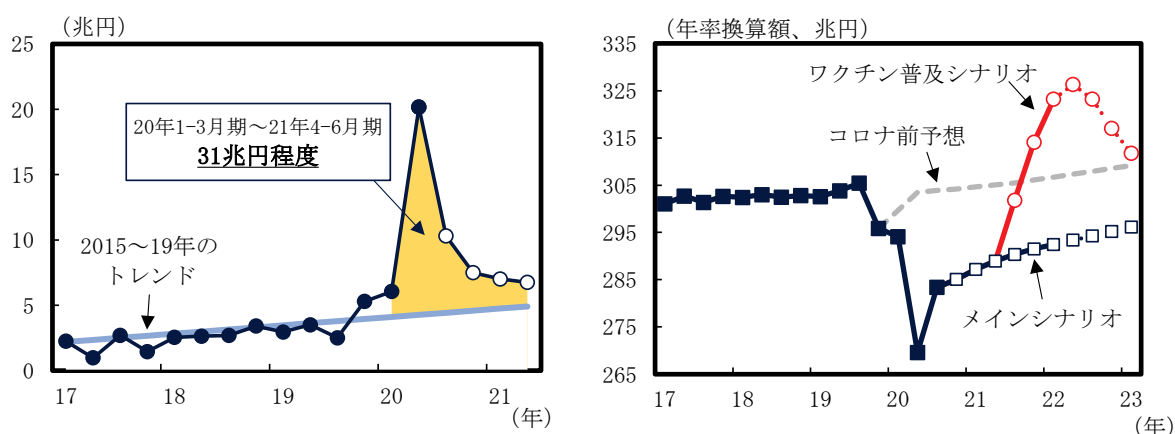 (兆円)
25
20
15
10
5
0
20年1-3月期～21年4-6月期
31兆円程度
2015～19年の
トレンド
17 18 19 20 21
(年)
(年率換算額、兆円)
335
325
315
305
295
285
275
265
ワクチン普及シナリオ
コロナ前予想
メインシナリオ
17 18 19 20 21 22 23
(年)